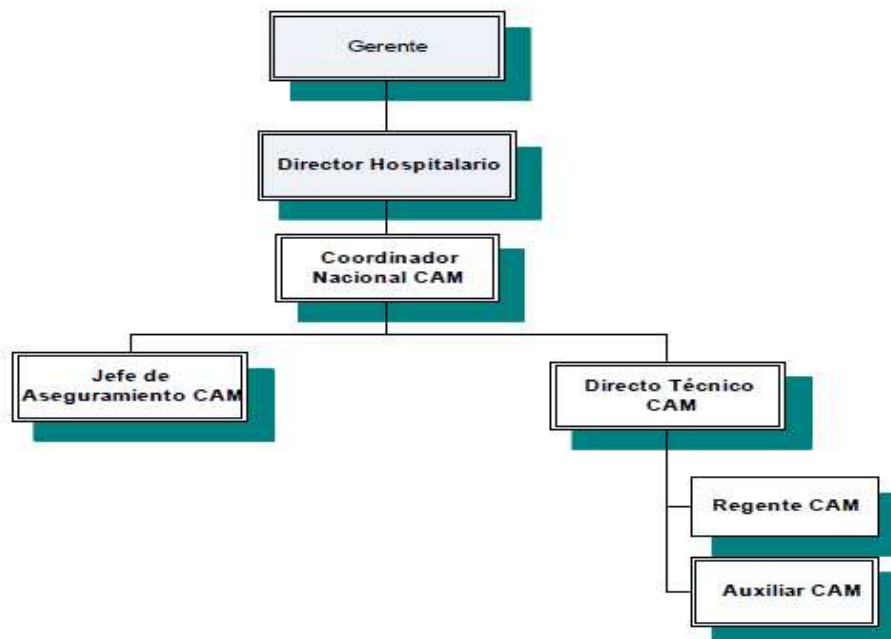 Gerente
Director Hospitalario
Coordinador
Nacional CAM
Jefe de
Aseguramiento CAM
Directo Técnico
CAM
Regente CAM
Auxiliar CAM